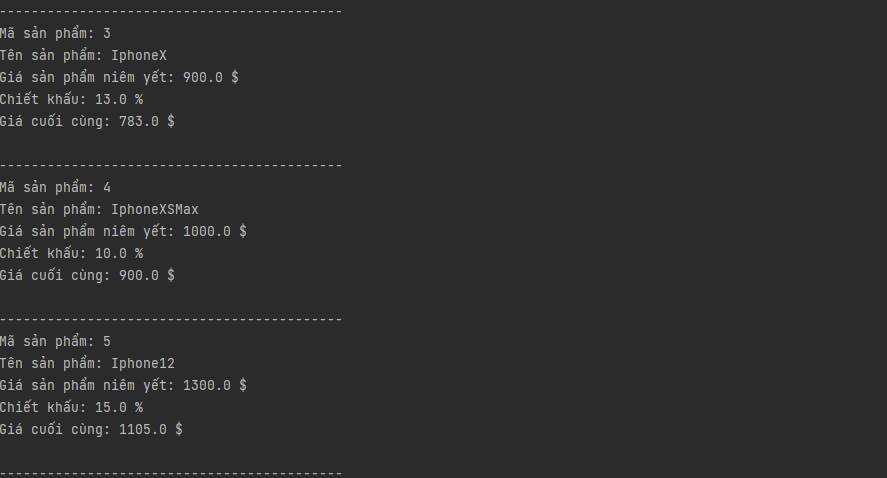 -------------------------------------------
Mã sản phẩm: 3
Tên sản phẩm: IphoneX
Giá sản phẩm niêm yết: 900.0 $
Chiết khấu: 13.0 %
Giá cuối cùng: 783.0 $
-------------------------------------------
Mã sản phẩm: 4
Tên sản phẩm: IphoneXSMax
Giá sản phẩm niêm yết: 1000.0 $
Chiết khấu: 10.0 %
Giá cuối cùng: 900.0 $
-------------------------------------------
Mã sản phẩm: 5
Tên sản phẩm: Iphone12
Giá sản phẩm niêm yết: 1300.0 $
Chiết khấu: 15.0 %
Giá cuối cùng: 1105.0 $
-------------------------------------------